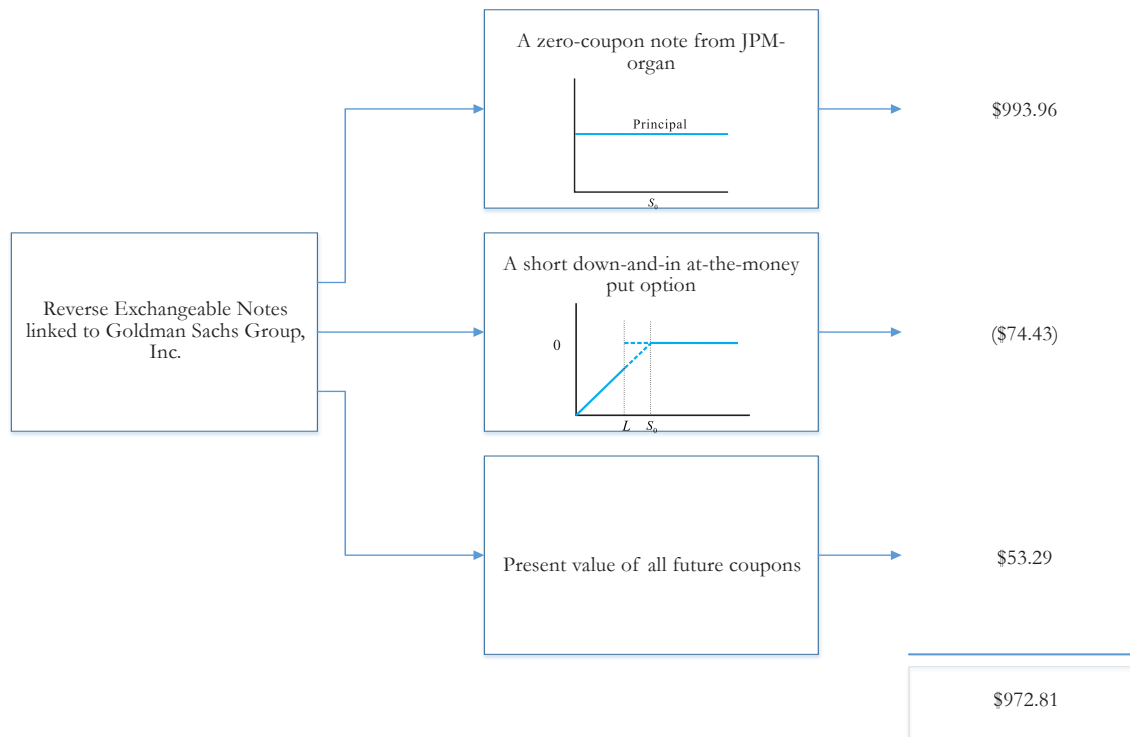 A zero-coupon note from JPM-
organ
Principal
S₀
$993.96
Reverse Exchangeable Notes
linked to Goldman Sachs Group,
Inc.
A short down-and-in at-the-money
put option
0
L S₀
($74.43)
Present value of all future coupons
$53.29
$972.81